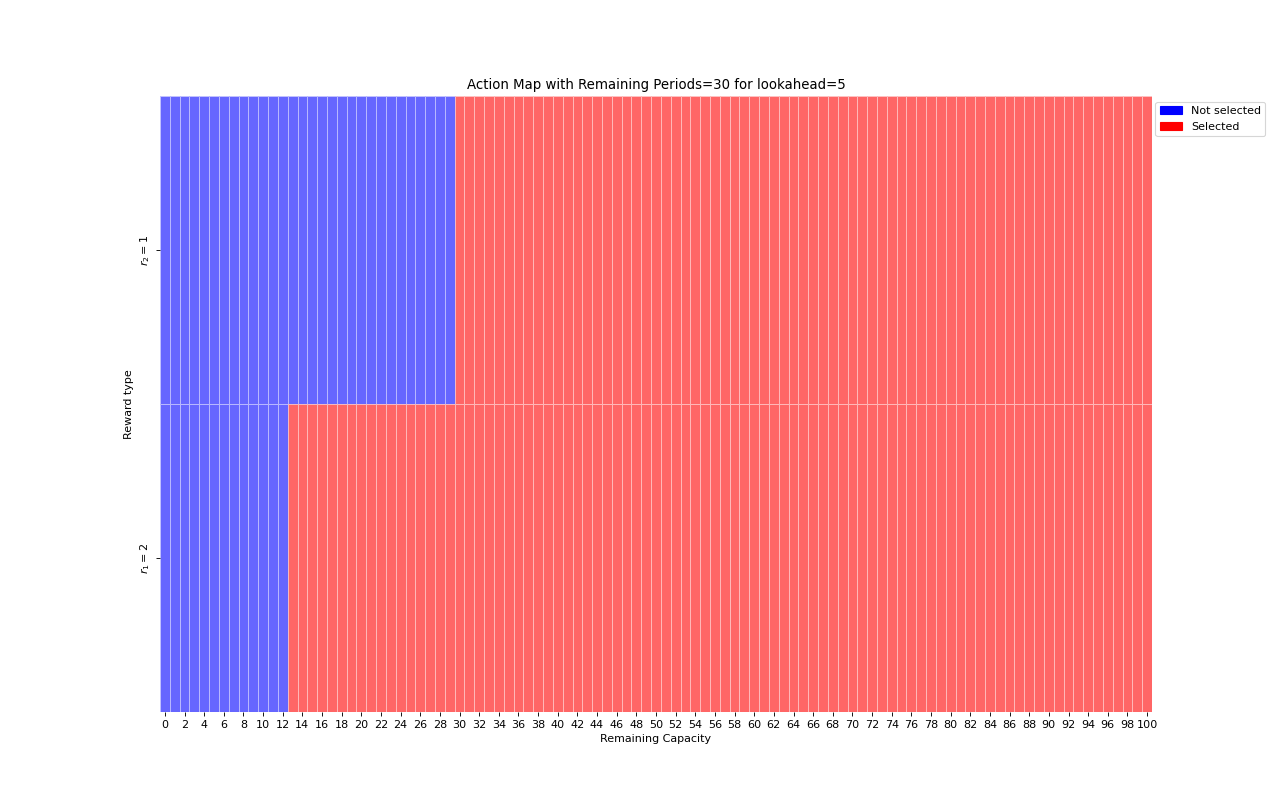 Action Map with Remaining Periods=30 for lookahead=5
Not selected
Selected
r₂ = 1
Reward type
r₁ = 2
0 2 4 6 8 10 12 14 16 18 20 22 24 26 28 30 32 34 36 38 40 42 44 46 48 50 52 54 56 58 60 62 64 66 68 70 72 74 76 78 80 82 84 86 88 90 92 94 96 98 100
Remaining Capacity